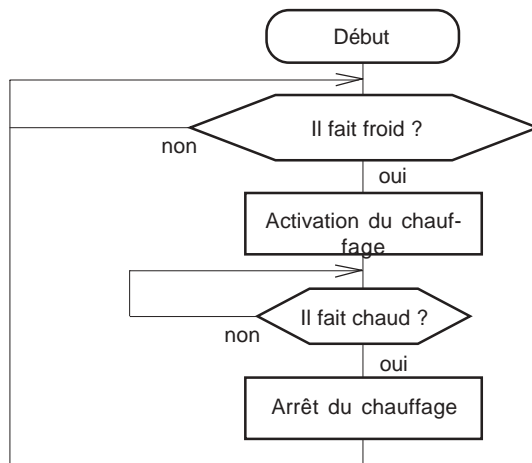 Début
Il fait froid ?
non
oui
Activation du chauf-
fage
Il fait chaud ?
non
oui
Arrêt du chauffage